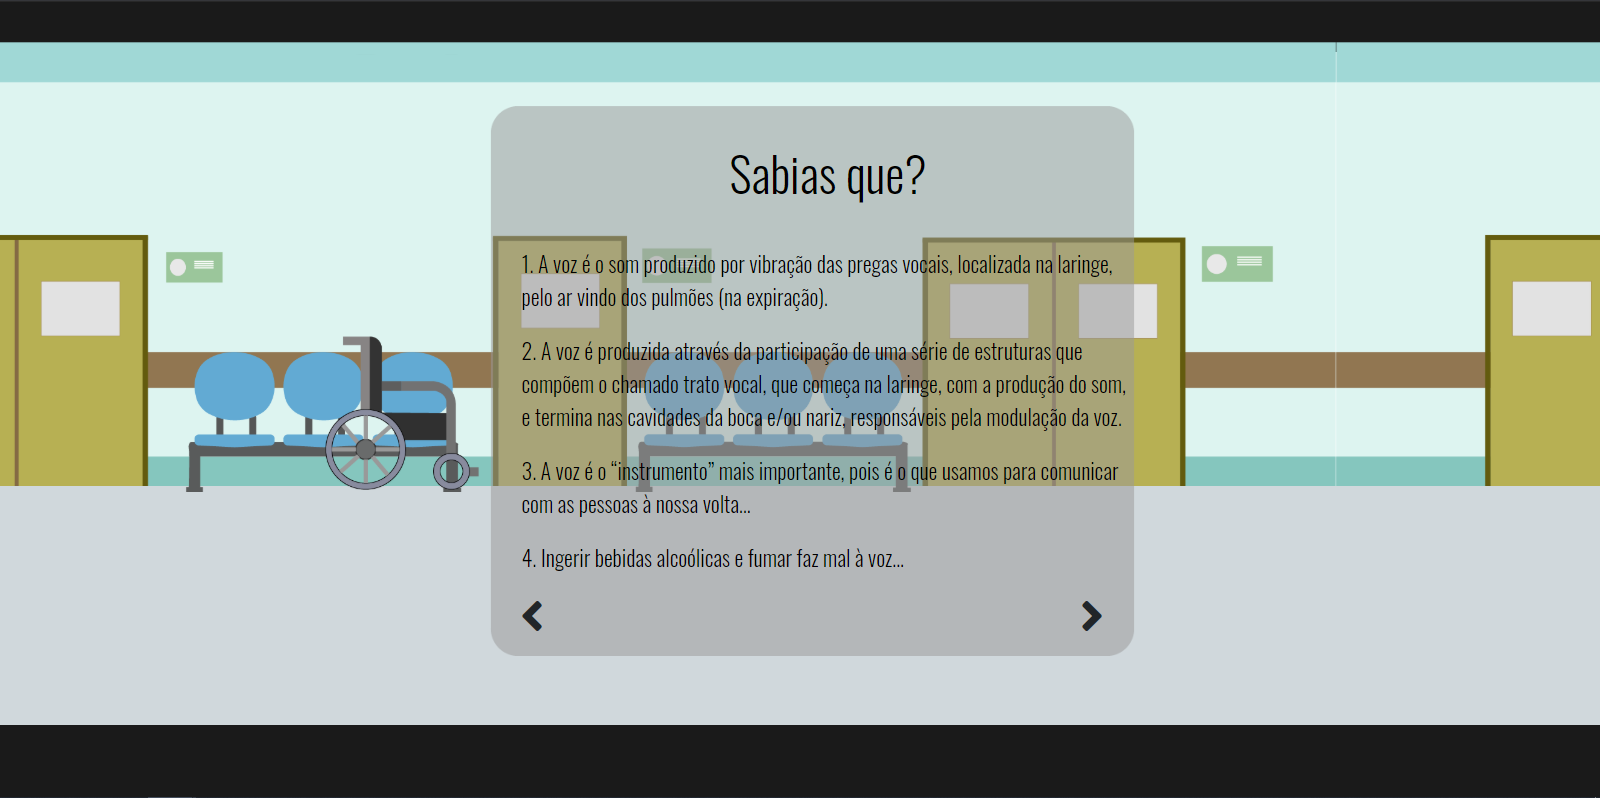 Sabias que?
1. A voz é o som produzido por vibração das pregas vocais, localizada na laringe,
pelo ar vindo dos pulmões (na expiração).
2. A voz é produzida através da participação de uma série de estruturas que
compõem o chamado trato vocal, que começa na laringe, com a produção do som,
e termina nas cavidades da boca e/ou nariz, responsáveis pela modulação da voz.
3. A voz é o “instrumento” mais importante, pois é o que usamos para comunicar
com as pessoas à nossa volta...
4. Ingerir bebidas alcoólicas e fumar faz mal à voz...